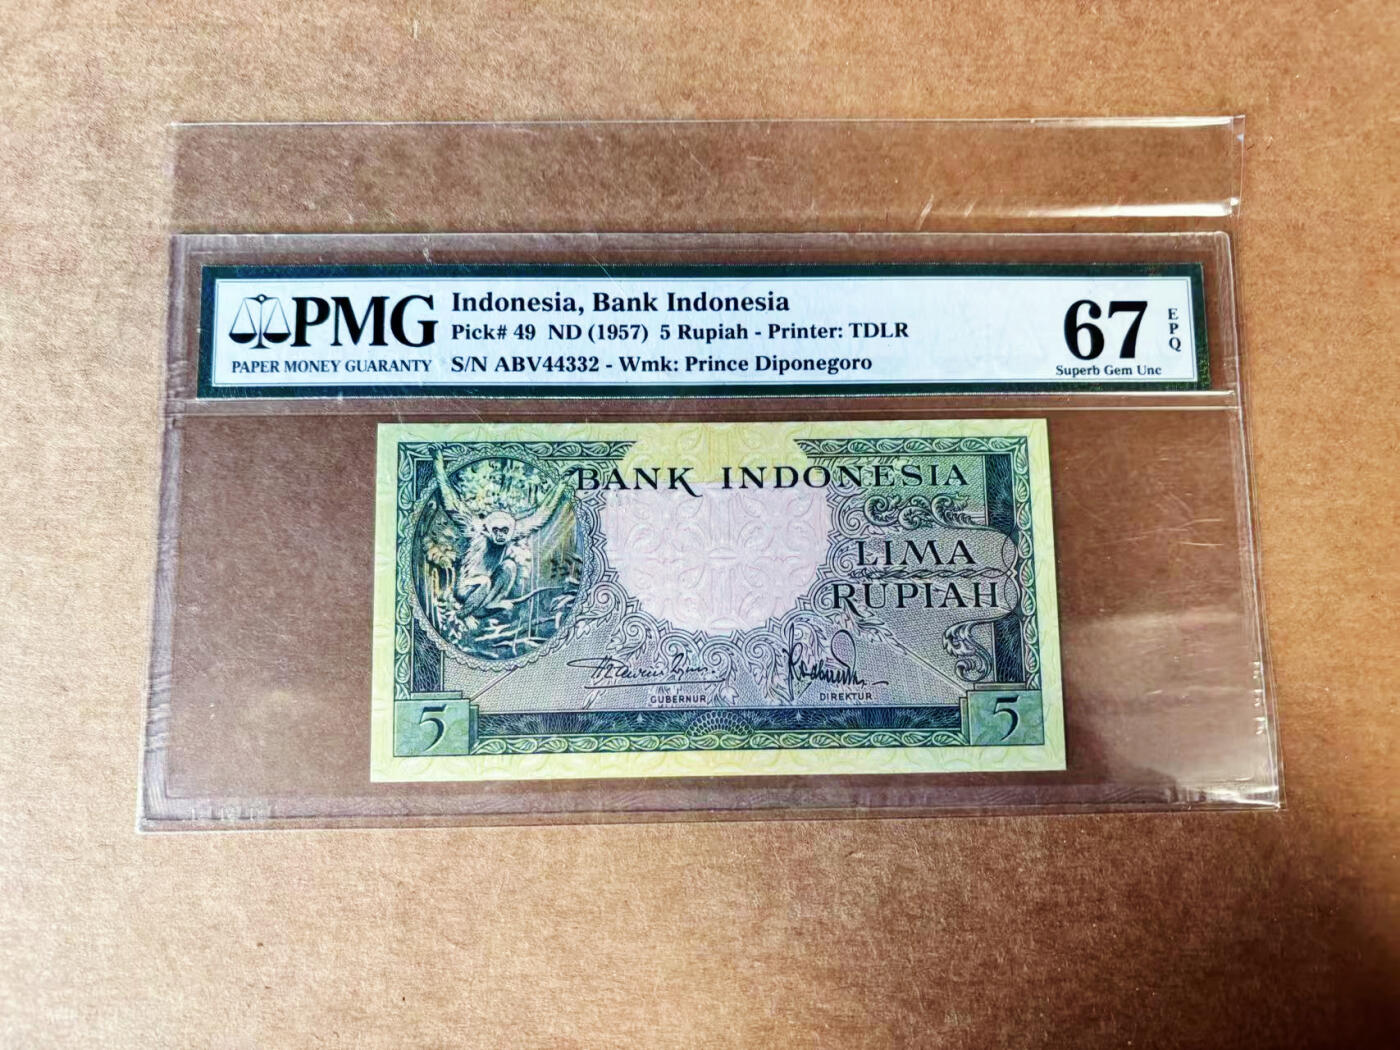 PMG
PAPER MONEY GUARANTY
Indonesia, Bank Indonesia
Pick# 49 ND (1957) 5 Rupiah - Printer: TDLR
S/N ABV44332 - Wmk: Prince Diponegoro
67
EPQ
Superb Gem Unc
BANK INDONESIA
LIMA
RUPIAH
GUBERNUR
DIREKTUR
5
5